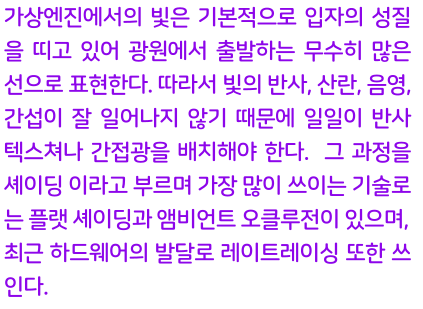 가상엔진에서의 빛은 기본적으로 입자의 성질
을 띠고 있어 광원에서 출발하는 무수히 많은
선으로 표현한다. 따라서 빛의 반사, 산란, 음영,
간섭이 잘 일어나지 않기 때문에 일일이 반사
텍스쳐나 간접광을 배치해야 한다.  그 과정을
셰이딩 이라고 부르며 가장 많이 쓰이는 기술로
는 플랫 셰이딩과 앰비언트 오클루전이 있으며,
최근 하드웨어의 발달로 레이트레이싱 또한 쓰
인다.